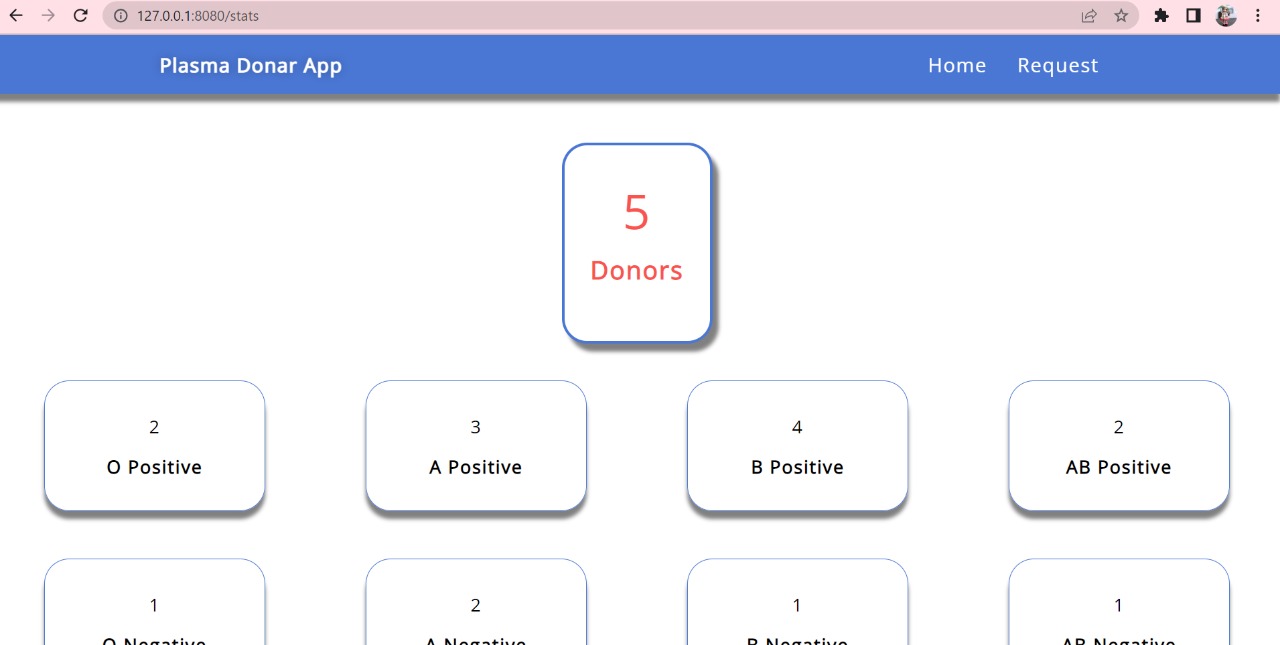 127.0.0.1:8080/stats
Plasma Donar App Home Request
5
Donors
2 3 4 2
O Positive A Positive B Positive AB Positive
1 2 1 1
O Negative A Negative B Negative AB Negative